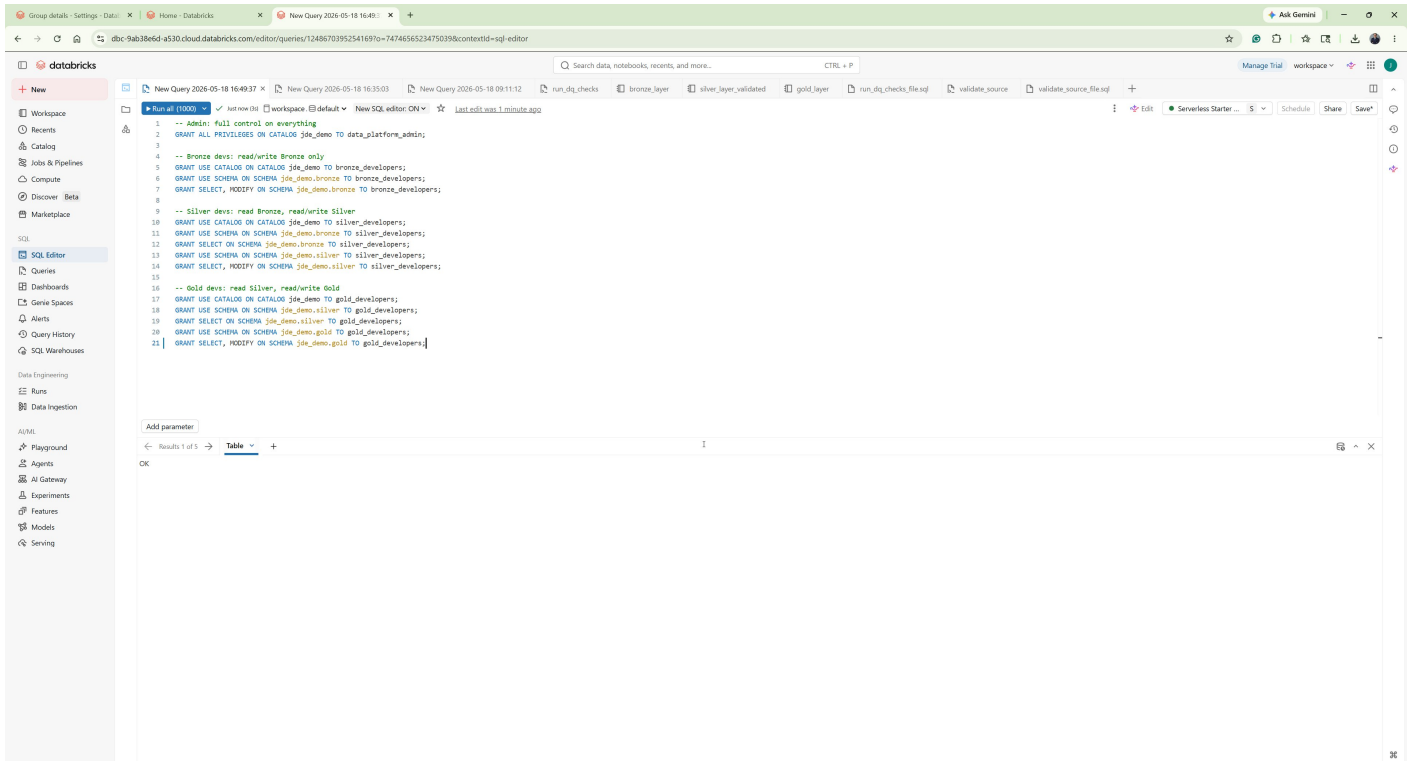 Group details - Settings - Datab
Home - Databricks
New Query 2026-05-18 16:49:3
Ask Gemini
dbc-9ab38e6d-a530.cloud.databricks.com/editor/queries/1248670395254169?o=7474656523475039&contextId=sql-editor
databricks
Search data, notebooks, recents, and more...
CTRL + P
Manage Trial
workspace
New
Workspace
Recents
Catalog
Jobs & Pipelines
Compute
Discover Beta
Marketplace
SQL
SQL Editor
Queries
Dashboards
Genie Spaces
Alerts
Query History
SQL Warehouses
Data Engineering
Runs
Data Ingestion
AI/ML
Playground
Agents
AI Gateway
Experiments
Features
Models
Serving
New Query 2026-05-18 16:49:37
New Query 2026-05-18 16:35:03
New Query 2026-05-18 09:11:12
run_dq_checks
bronze_layer
silver_layer_validated
gold_layer
run_dq_checks_file.sql
validate_source
validate_source_file.sql
Run all (1000)
Just now (3s)
workspace.
default
New SQL editor: ON
Last edit was 1 minute ago
Edit
Serverless Starter ...
S
Schedule
Share
Save*
1 -- Admin: full control on everything
2 GRANT ALL PRIVILEGES ON CATALOG jde_demo TO data_platform_admin;
3
4 -- Bronze devs: read/write Bronze only
5 GRANT USE CATALOG ON CATALOG jde_demo TO bronze_developers;
6 GRANT USE SCHEMA ON SCHEMA jde_demo.bronze TO bronze_developers;
7 GRANT SELECT, MODIFY ON SCHEMA jde_demo.bronze TO bronze_developers;
8
9 -- Silver devs: read Bronze, read/write Silver
10 GRANT USE CATALOG ON CATALOG jde_demo TO silver_developers;
11 GRANT USE SCHEMA ON SCHEMA jde_demo.bronze TO silver_developers;
12 GRANT SELECT ON SCHEMA jde_demo.bronze TO silver_developers;
13 GRANT USE SCHEMA ON SCHEMA jde_demo.silver TO silver_developers;
14 GRANT SELECT, MODIFY ON SCHEMA jde_demo.silver TO silver_developers;
15
16 -- Gold devs: read Silver, read/write Gold
17 GRANT USE CATALOG ON CATALOG jde_demo TO gold_developers;
18 GRANT USE SCHEMA ON SCHEMA jde_demo.silver TO gold_developers;
19 GRANT SELECT ON SCHEMA jde_demo.silver TO gold_developers;
20 GRANT USE SCHEMA ON SCHEMA jde_demo.gold TO gold_developers;
21 GRANT SELECT, MODIFY ON SCHEMA jde_demo.gold TO gold_developers;
Add parameter
Results 1 of 5
Table
OK